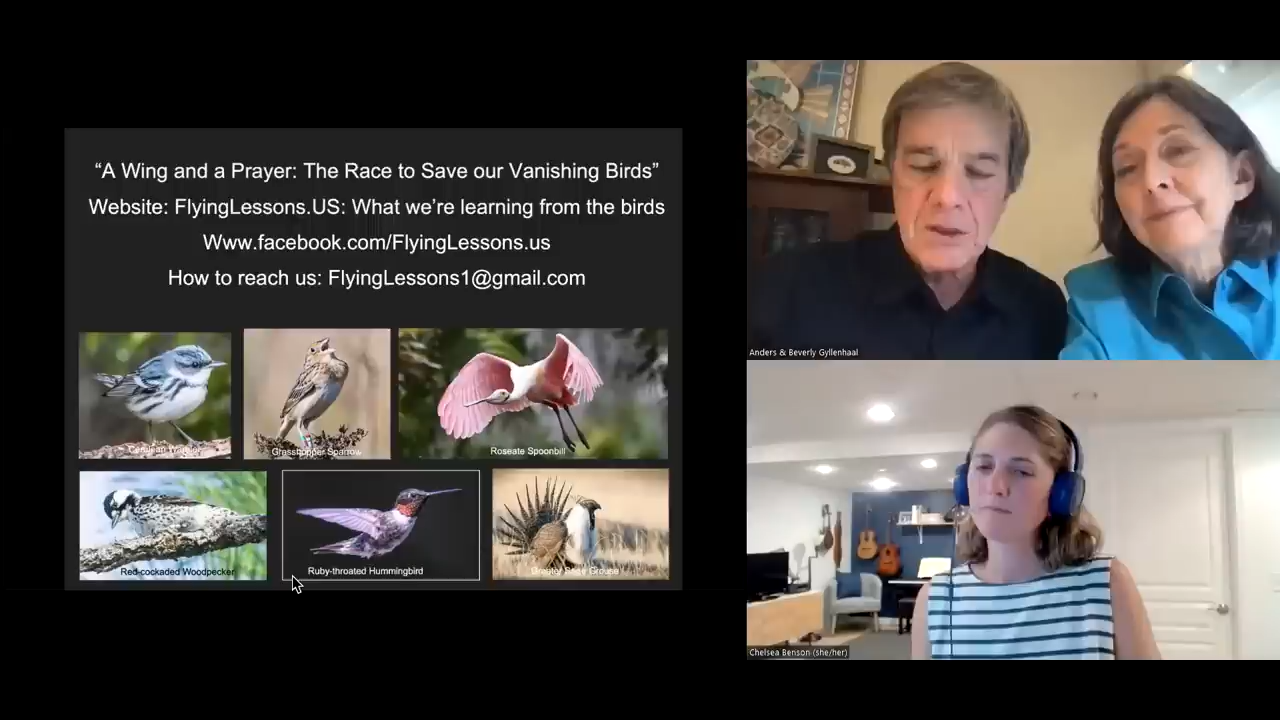 “A Wing and a Prayer: The Race to Save our Vanishing Birds”
Website: FlyingLessons.US: What we’re learning from the birds
Www.facebook.com/FlyingLessons.us
How to reach us: FlyingLessons1@gmail.com
Cerulean Warbler
Grasshopper Sparrow
Roseate Spoonbill
Red-cockaded Woodpecker
Ruby-throated Hummingbird
Greater Sage Grouse
Anders & Beverly Gyllenhaal
Chelsea Benson (she/her)